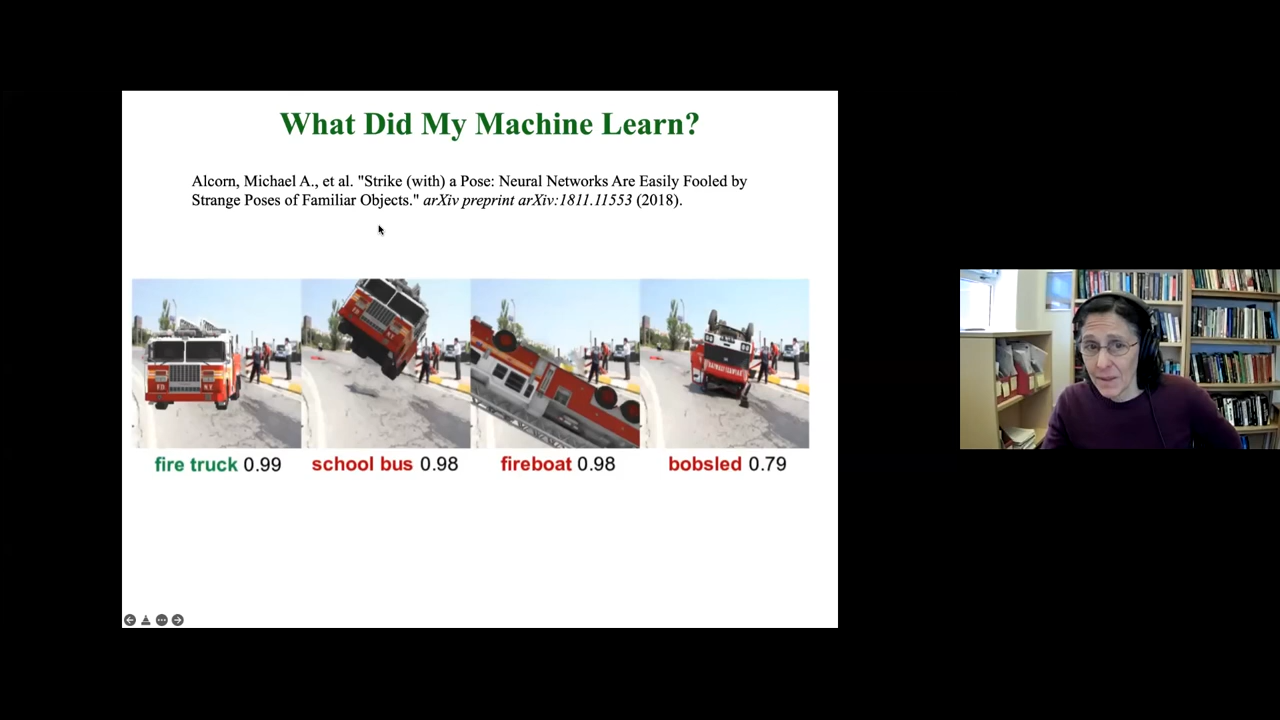 What Did My Machine Learn?
Alcorn, Michael A., et al. "Strike (with) a Pose: Neural Networks Are Easily Fooled by
Strange Poses of Familiar Objects." arXiv preprint arXiv:1811.11553 (2018).
FD NY
fire truck 0.99 school bus 0.98 fireboat 0.98 bobsled 0.79